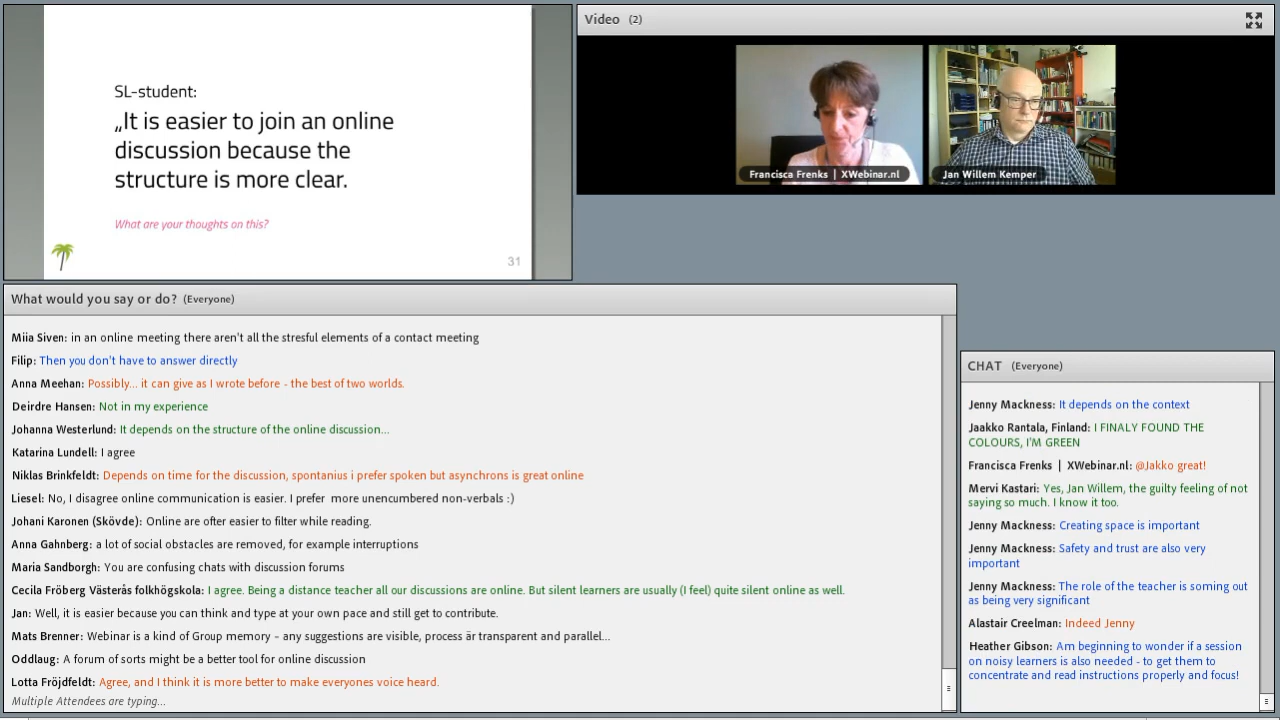 SL-student:
„It is easier to join an online
discussion because the
structure is more clear.
What are your thoughts on this?
31
Video (2)
Francisca Frenks | XWebinar.nl
Jan Willem Kemper
What would you say or do? (Everyone)
Miia Siven: in an online meeting there aren't all the stresful elements of a contact meeting
Filip: Then you don't have to answer directly
Anna Meehan: Possibly... it can give as I wrote before - the best of two worlds.
Deirdre Hansen: Not in my experience
Johanna Westerlund: It depends on the structure of the online discussion...
Katarina Lundell: I agree
Niklas Brinkfeldt: Depends on time for the discussion, spontanius i prefer spoken but asynchrons is great online
Liesel: No, I disagree online communication is easier. I prefer more unencumbered non-verbals :)
Johani Karonen (Skövde): Online are ofter easier to filter while reading.
Anna Gahnberg: a lot of social obstacles are removed, for example interruptions
Maria Sandborgh: You are confusing chats with discussion forums
Cecila Fröberg Västerås folkhögskola: I agree. Being a distance teacher all our discussions are online. But silent learners are usually (I feel) quite silent online as well.
Jan: Well, it is easier because you can think and type at your own pace and still get to contribute.
Mats Brenner: Webinar is a kind of Group memory - any suggestions are visible, process är transparent and parallel...
Oddlaug: A forum of sorts might be a better tool for online discussion
Lotta Fröjdfeldt: Agree, and I think it is more better to make everyones voice heard.
Multiple Attendees are typing...
CHAT (Everyone)
Jenny Mackness: It depends on the context
Jaakko Rantala, Finland: I FINALY FOUND THE
COLOURS, I'M GREEN
Francisca Frenks | XWebinar.nl: @Jakko great!
Mervi Kastari: Yes, Jan Willem, the guilty feeling of not
saying so much. I know it too.
Jenny Mackness: Creating space is important
Jenny Mackness: Safety and trust are also very
important
Jenny Mackness: The role of the teacher is soming out
as being very significant
Alastair Creelman: Indeed Jenny
Heather Gibson: Am beginning to wonder if a session
on noisy learners is also needed - to get them to
concentrate and read instructions properly and focus!